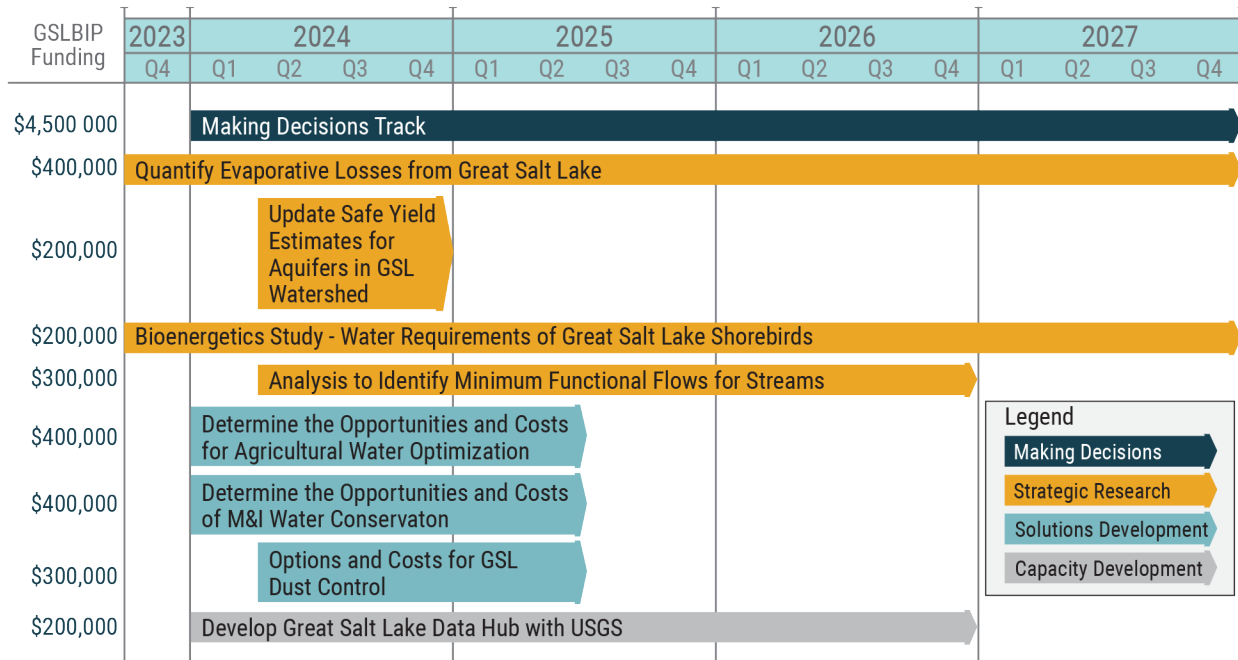 GSLBIP
Funding
2023 2024 2025 2026 2027
Q4 Q1 Q2 Q3 Q4 Q1 Q2 Q3 Q4 Q1 Q2 Q3 Q4 Q1 Q2 Q3 Q4
$4,500 000 Making Decisions Track
$400,000 Quantify Evaporative Losses from Great Salt Lake
$200,000
Update Safe Yield
Estimates for
Aquifers in GSL
Watershed
$200,000 Bioenergetics Study - Water Requirements of Great Salt Lake Shorebirds
$300,000 Analysis to Identify Minimum Functional Flows for Streams
$400,000
Determine the Opportunities and Costs
for Agricultural Water Optimization
$400,000
Determine the Opportunities and Costs
of M&I Water Conservaton
$300,000
Options and Costs for GSL
Dust Control
$200,000 Develop Great Salt Lake Data Hub with USGS
Legend
Making Decisions
Strategic Research
Solutions Development
Capacity Development